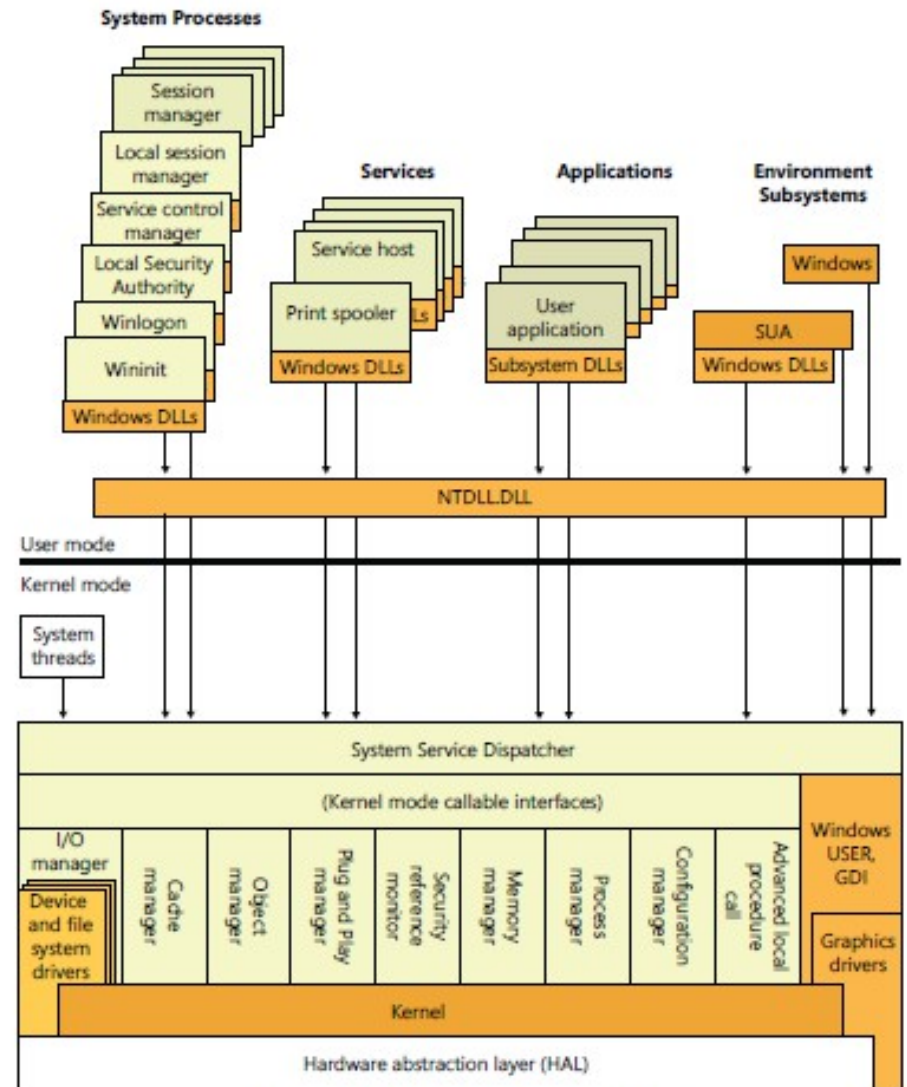 System Processes
Session
manager
Local session
manager
Service control
manager
Local Security
Authority
Winlogon
Wininit
Windows DLLs
Services
Service host
Print spooler
Ls
Windows DLLs
Applications
User
application
Subsystem DLLs
Environment
Subsystems
Windows
SUA
Windows DLLs
NTDLL.DLL
User mode
Kernel mode
System
threads
System Service Dispatcher
(Kernel mode callable interfaces)
I/O
manager
Device
and file
system
drivers
Cache
manager
Object
manager
Plug and Play
manager
Security
reference
monitor
Memory
manager
Process
manager
Configuration
manager
Advanced local
procedure
call
Windows
USER,
GDI
Graphics
drivers
Kernel
Hardware abstraction layer (HAL)